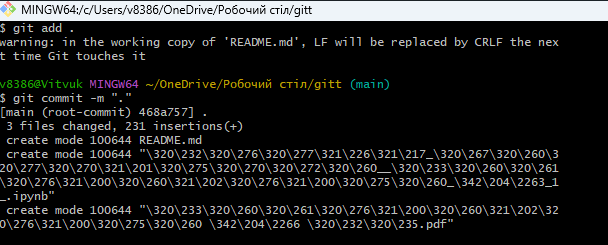 MINGW64:/c/Users/v8386/OneDrive/Робочий стіл/gitt
$ git add .
warning: in the working copy of 'README.md', LF will be replaced by CRLF the nex
t time Git touches it
v8386@Vitvuk MINGW64 ~/OneDrive/Робочий стіл/gitt (main)
$ git commit -m "."
[main (root-commit) 468a757] .
3 files changed, 231 insertions(+)
create mode 100644 README.md
create mode 100644 "\320\232\320\276\320\277\321\226\321\217_\320\267\320\260\3
20\277\320\270\321\201\320\275\320\270\320\272\320\260__\320\233\320\260\320\261
\320\276\321\200\320\260\321\202\320\276\321\200\320\275\320\260_\342\204\2263_1
_.ipynb"
create mode 100644 "\320\233\320\260\320\261\320\276\321\200\320\260\321\202\32
0\276\321\200\320\275\320\260 \342\204\2266 \320\232\320\235.pdf"